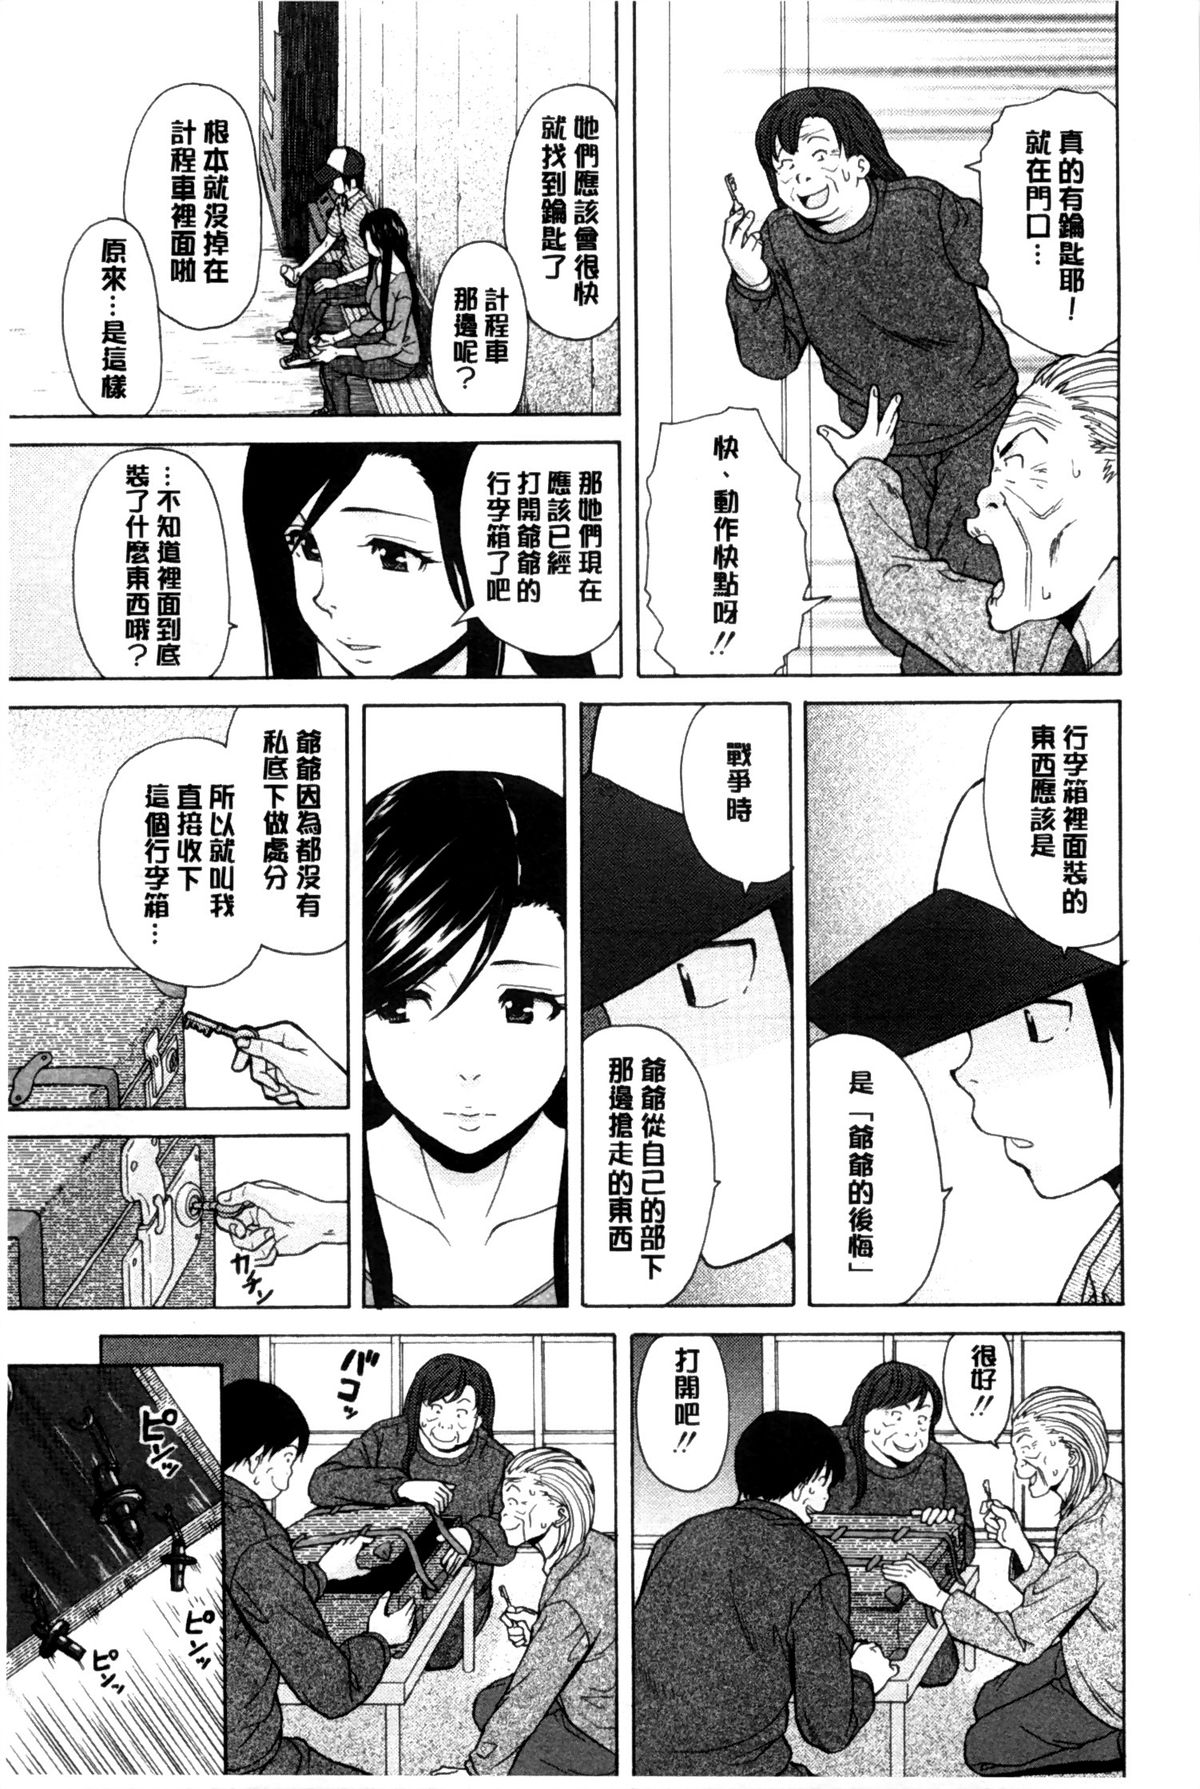 真的有鑰匙耶！
就在門口…
快、動作快點呀!!
她們應該會很快
就找到鑰匙了
計程車
那邊呢？
根本就沒掉在
計程車裡面啦
原來…是這樣
那她們現在
應該已經
打開爺爺的
行李箱了吧
…不知道裡面到底
裝了什麼東西哦？
行李箱裡面裝的
東西應該是
是「爺爺的後悔」
戰爭時
爺爺從自己的部下
那邊搶走的東西
爺爺因為都沒有
私底下做處分
所以就叫我
直接收下
這個行李箱…
カチン
很好!!
打開吧!!
バコッ
ピンッ
ピンッ
ピンッ